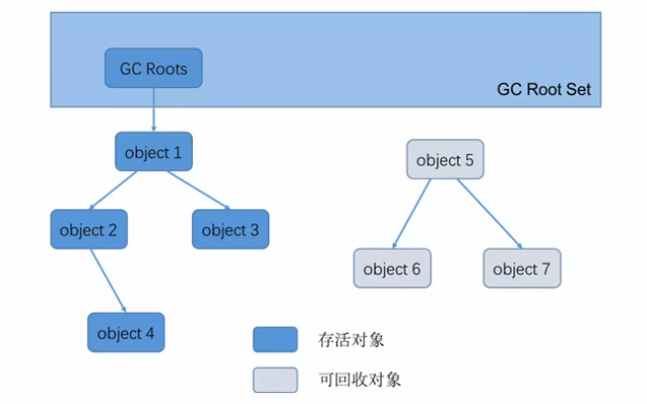 GC Roots
GC Root Set
object 1
object 5
object 2
object 3
object 6
object 7
object 4
存活对象
可回收对象